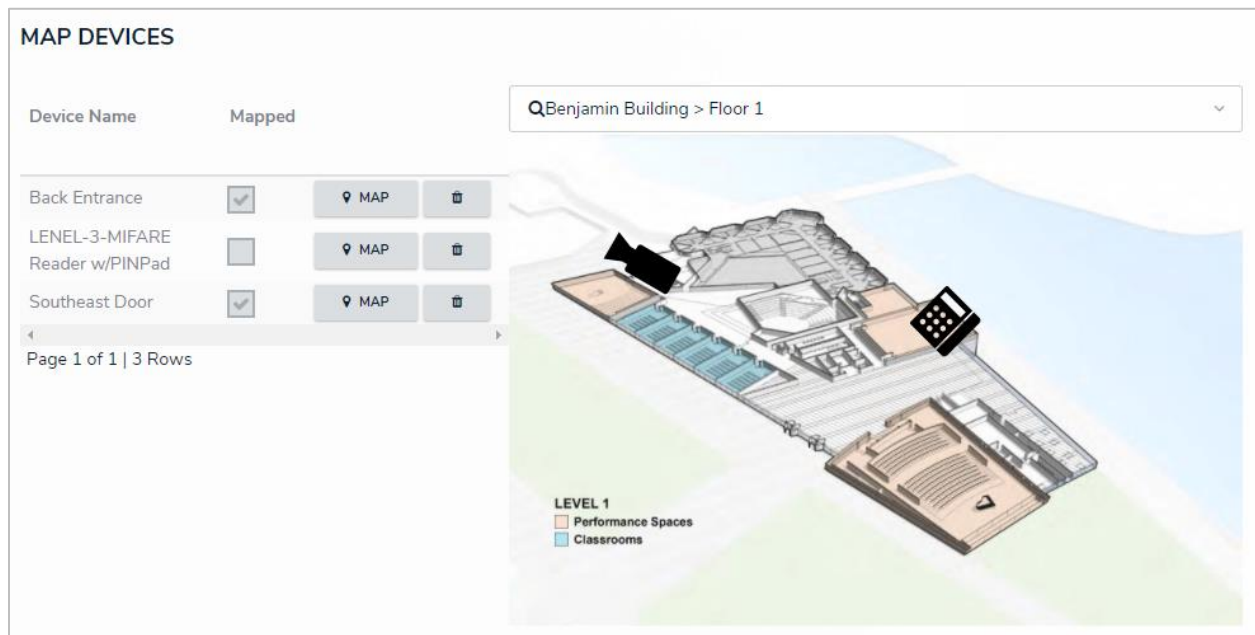 MAP DEVICES
Device Name Mapped
Benjamin Building > Floor 1
Back Entrance MAP
LENEL-3-MIFARE
Reader w/PINPad MAP
Southeast Door MAP
Page 1 of 1 | 3 Rows
LEVEL 1
Performance Spaces
Classrooms